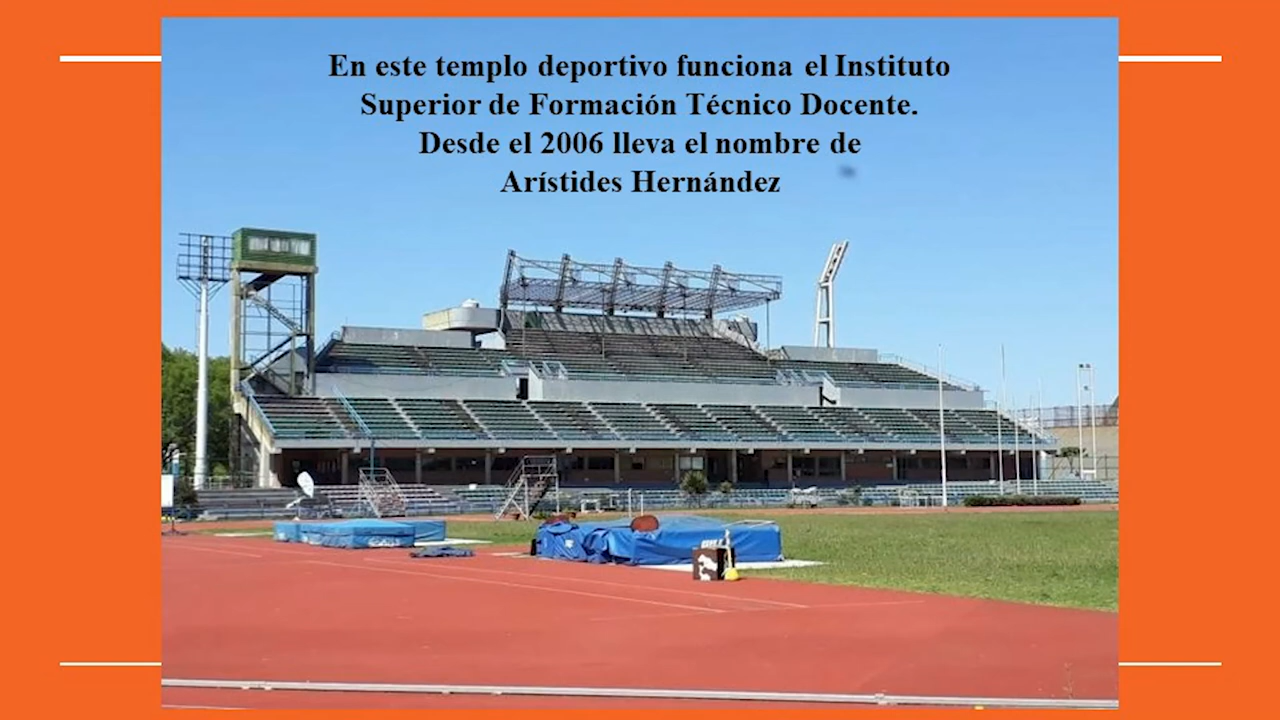 En este templo deportivo funciona el Instituto
Superior de Formación Técnico Docente.
Desde el 2006 lleva el nombre de
Arístides Hernández